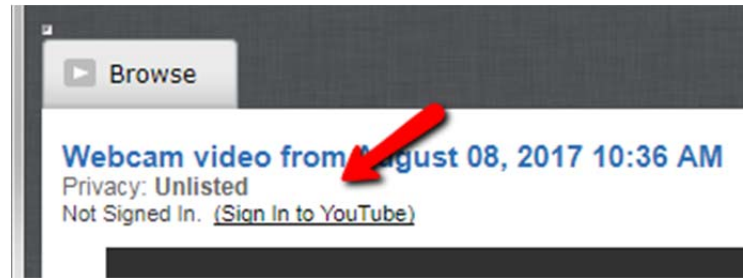 Browse
Webcam video from August 08, 2017 10:36 AM
Privacy: Unlisted
Not Signed In. (Sign In to YouTube)